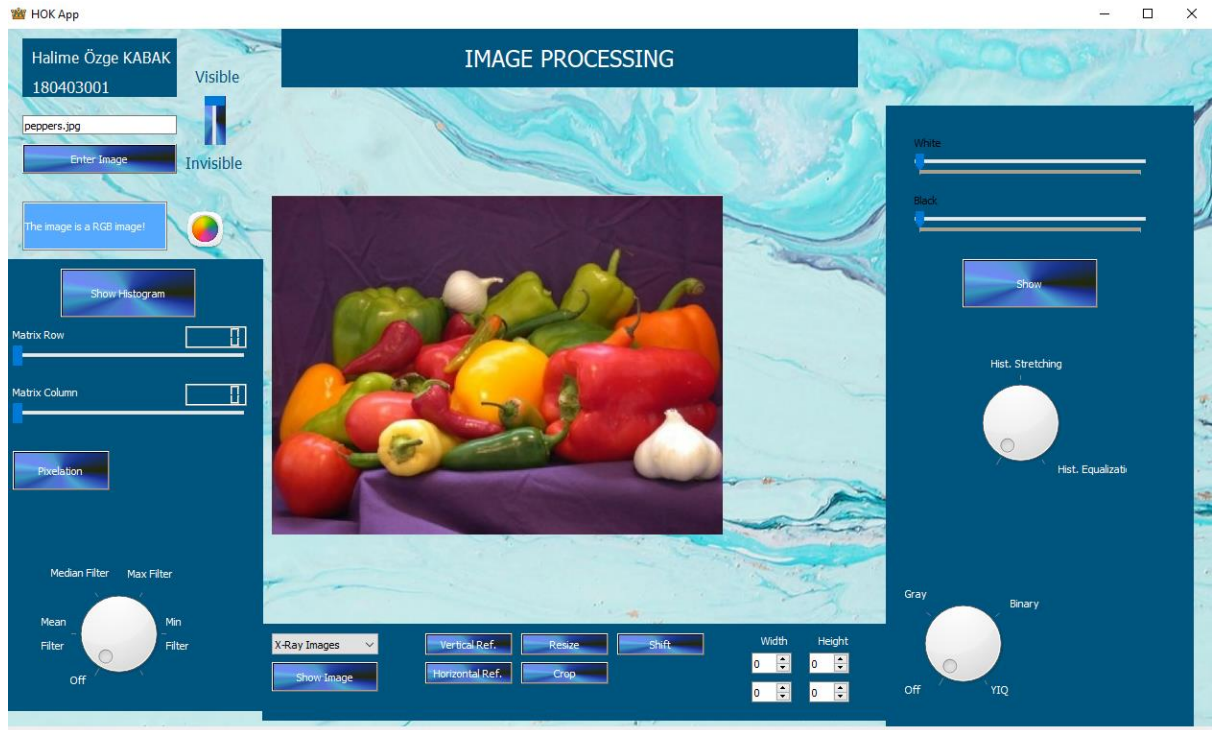 HOK App
Halime Özge KABAK
180403001
Visible
IMAGE PROCESSING
peppers.jpg
Enter Image
Invisible
The image is a RGB image!
White
Black
Show
Show Histogram
Matrix Row
0
Matrix Column
0
Pixelation
Hist. Stretching
Hist. Equalizati
Median Filter
Max Filter
Mean
Filter
Min
Filter
Off
X-Ray Images
Show Image
Vertical Ref.
Resize
Shift
Horizontal Ref.
Crop
Width
Height
0
0
0
0
Gray
Binary
Off
YIQ